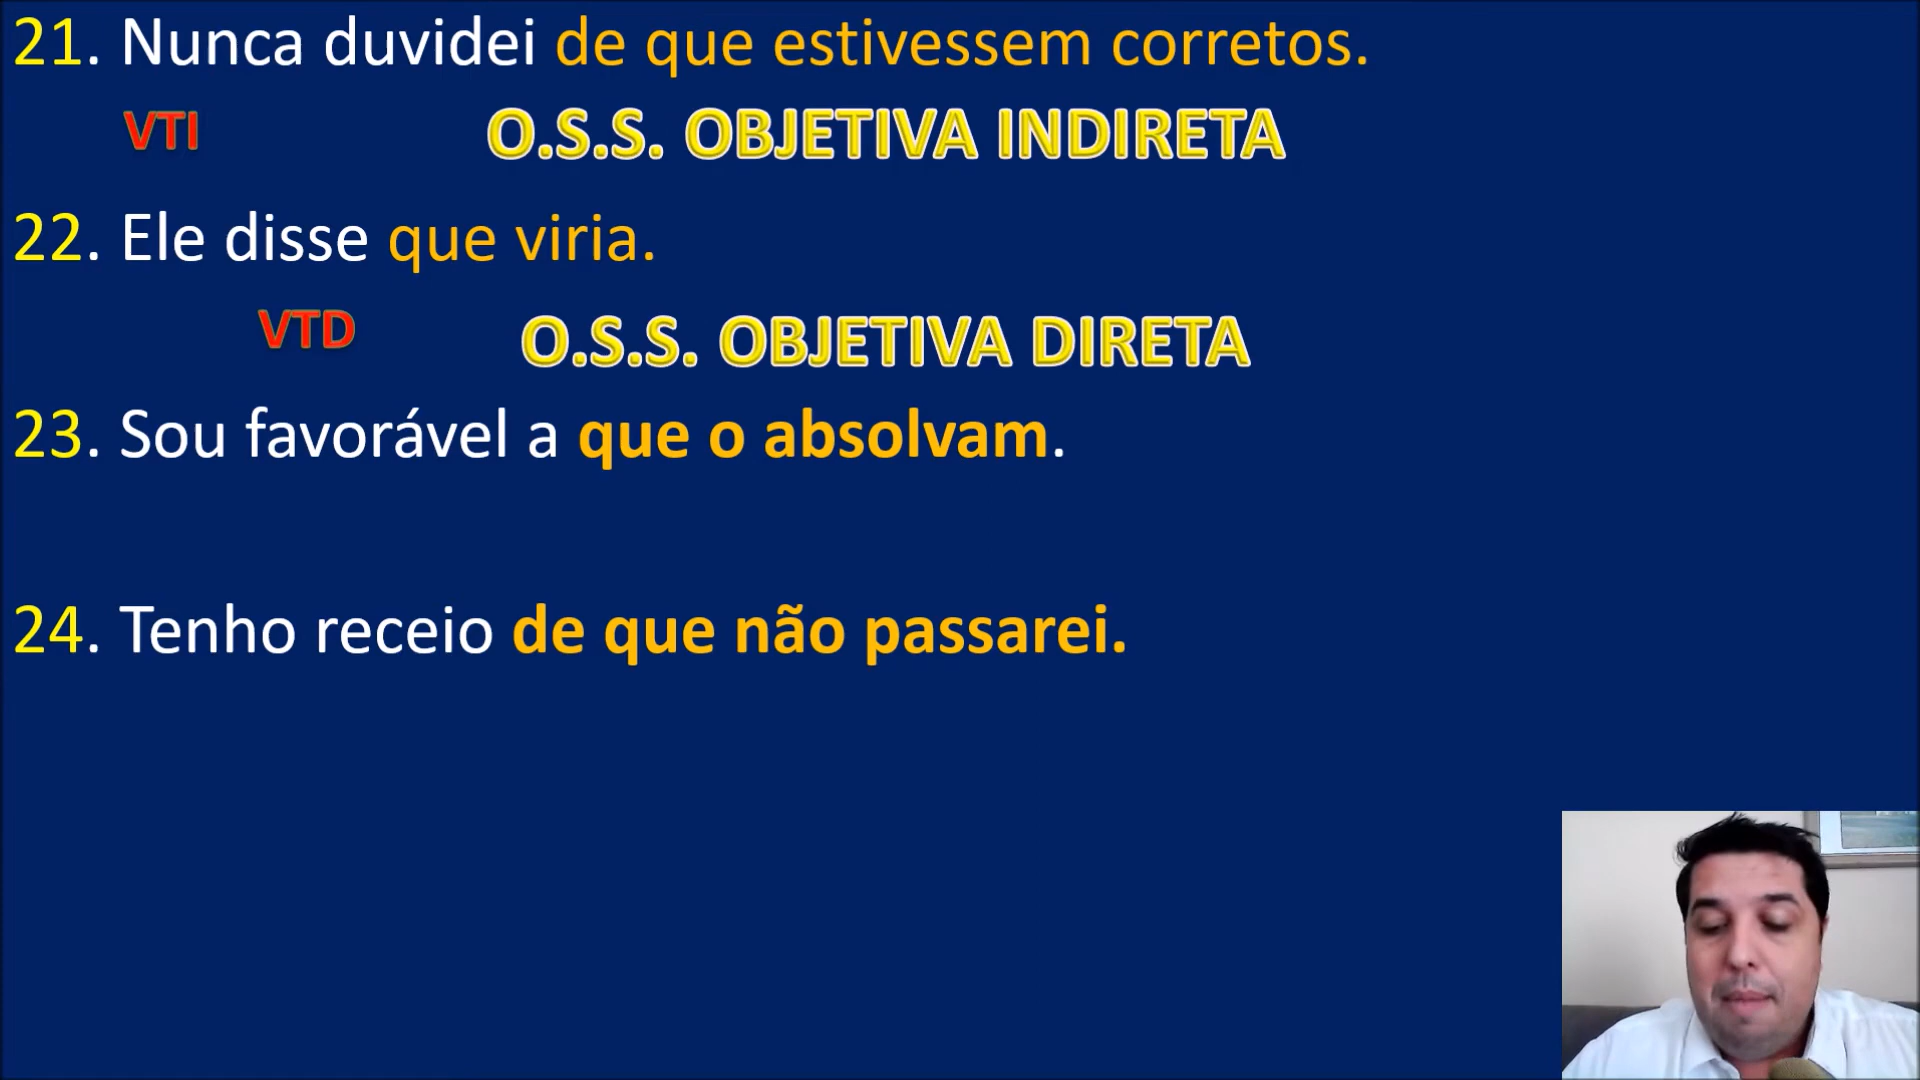 21. Nunca duvidei de que estivessem corretos.
VTI O.S.S. OBJETIVA INDIRETA
22. Ele disse que viria.
VTD O.S.S. OBJETIVA DIRETA
23. Sou favorável a que o absolvam.
24. Tenho receio de que não passarei.